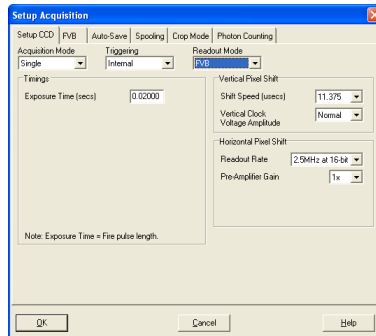 Setup Acquisition
Setup CCD FVB Auto-Save Spooling Crop Mode Photon Counting
Acquisition Mode Triggering Readout Mode
Single Internal FVB
Timings
Exposure Time (secs) 0.02000
Note: Exposure Time = Fire pulse length.
Vertical Pixel Shift
Shift Speed (usecs) 11.375
Vertical Clock
Voltage Amplitude Normal
Horizontal Pixel Shift
Readout Rate 2.5MHz at 16-bit
Pre-Amplifier Gain 1x
OK Cancel Help